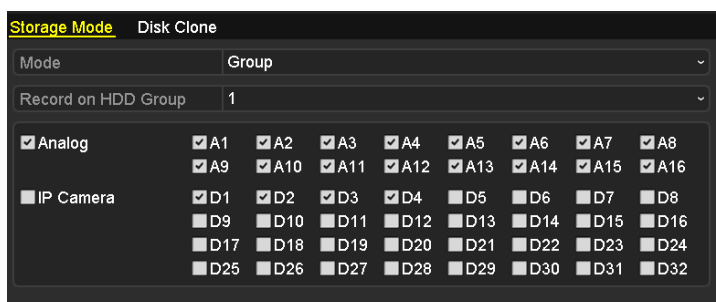 Storage Mode Disk Clone
Mode Group
Record on HDD Group 1
Analog A1 A2 A3 A4 A5 A6 A7 A8
A9 A10 A11 A12 A13 A14 A15 A16
IP Camera D1 D2 D3 D4 D5 D6 D7 D8
D9 D10 D11 D12 D13 D14 D15 D16
D17 D18 D19 D20 D21 D22 D23 D24
D25 D26 D27 D28 D29 D30 D31 D32